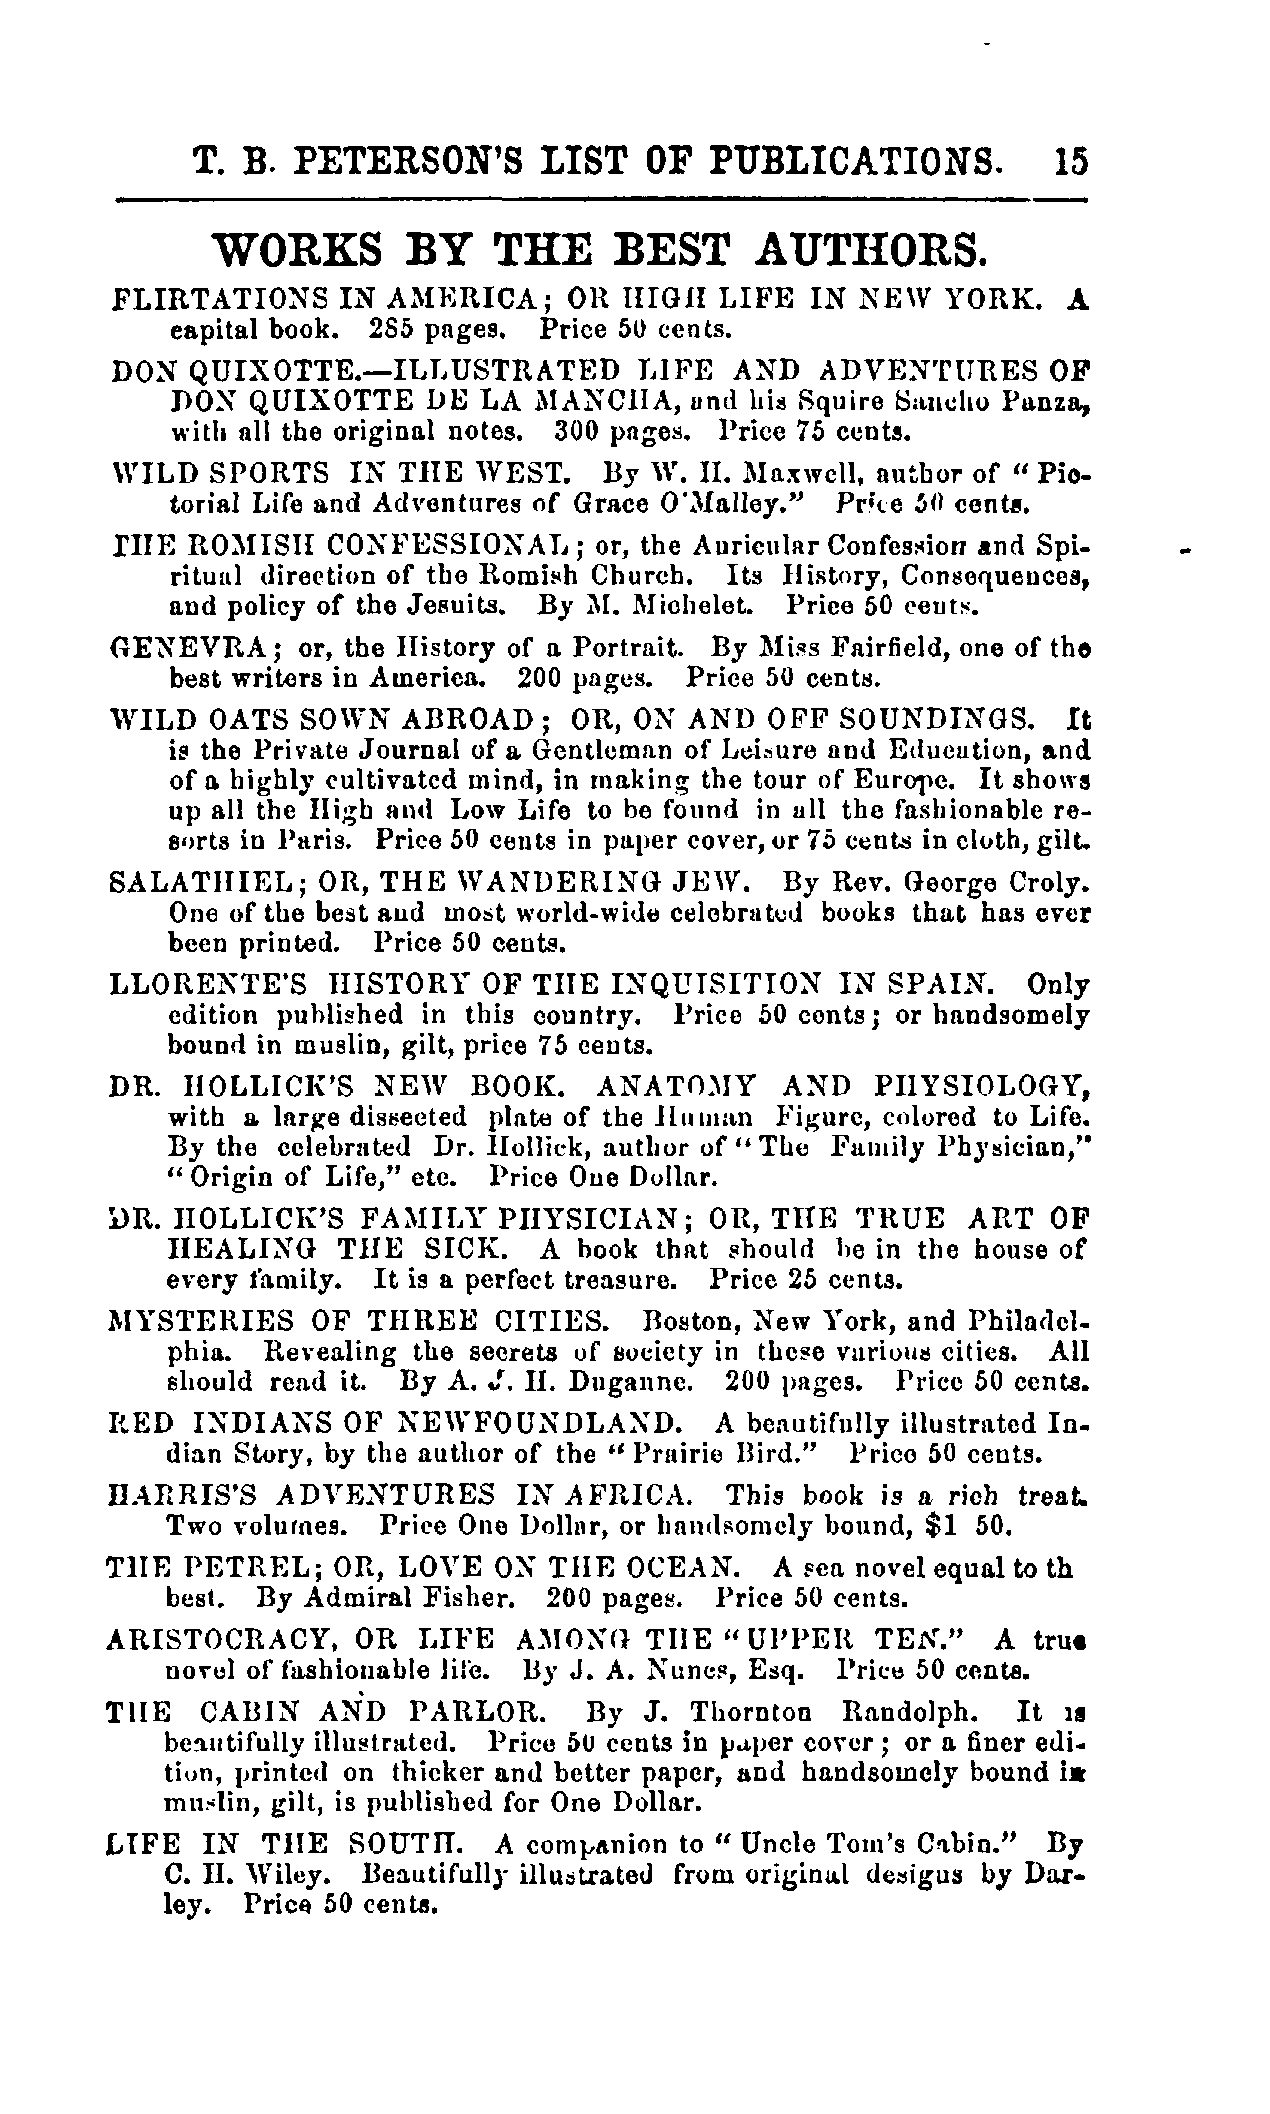 T. B. PETERSON'S LIST OF PUBLICATIONS. 15
WORKS BY THE BEST AUTHORS.
FLIRTATIONS IN AMERICA; OR HIGH LIFE IN NEW YORK. A
capital book. 285 pages. Price 50 cents.
DON QUIXOTTE.—ILLUSTRATED LIFE AND ADVENTURES OF
DON QUIXOTTE DE LA MANCHA, and his Squire Sancho Panza,
with all the original notes. 300 pages. Price 75 cents.
WILD SPORTS IN THE WEST. By W. H. Maxwell, author of "Pic-
torial Life and Adventures of Grace O'Malley." Price 50 cents.
THE ROMISH CONFESSIONAL; or, the Auricular Confession and Spi-
ritual direction of the Romish Church. Its History, Consequences,
and policy of the Jesuits. By M. Michelet. Price 50 cents.
GENEVRA; or, the History of a Portrait. By Miss Fairfield, one of the
best writers in America. 200 pages. Price 50 cents.
WILD OATS SOWN ABROAD; OR, ON AND OFF SOUNDINGS. It
is the Private Journal of a Gentleman of Leisure and Education, and
of a highly cultivated mind, in making the tour of Europe. It shows
up all the High and Low Life to be found in all the fashionable re-
sorts in Paris. Price 50 cents in paper cover, or 75 cents in cloth, gilt.
SALATHIEL; OR, THE WANDERING JEW. By Rev. George Croly.
One of the best and most world-wide celebrated books that has ever
been printed. Price 50 cents.
LLORENTE'S HISTORY OF THE INQUISITION IN SPAIN. Only
edition published in this country. Price 50 cents; or handsomely
bound in muslin, gilt, price 75 cents.
DR. HOLLICK'S NEW BOOK. ANATOMY AND PHYSIOLOGY,
with a large dissected plate of the Human Figure, colored to Life.
By the celebrated Dr. Hollick, author of "The Family Physician,"
"Origin of Life," etc. Price One Dollar.
DR. HOLLICK'S FAMILY PHYSICIAN; OR, THE TRUE ART OF
HEALING THE SICK. A book that should be in the house of
every family. It is a perfect treasure. Price 25 cents.
MYSTERIES OF THREE CITIES. Boston, New York, and Philadel-
phia. Revealing the secrets of society in these various cities. All
should read it. By A. J. H. Duganne. 200 pages. Price 50 cents.
RED INDIANS OF NEWFOUNDLAND. A beautifully illustrated In-
dian Story, by the author of the "Prairie Bird." Price 50 cents.
HARRIS'S ADVENTURES IN AFRICA. This book is a rich treat.
Two volumes. Price One Dollar, or handsomely bound, $1 50.
THE PETREL; OR, LOVE ON THE OCEAN. A sea novel equal to th
best. By Admiral Fisher. 200 pages. Price 50 cents.
ARISTOCRACY, OR LIFE AMONG THE "UPPER TEN." A true
novel of fashionable life. By J. A. Nunes, Esq. Price 50 cents.
THE CABIN AND PARLOR. By J. Thornton Randolph. It is
beautifully illustrated. Price 50 cents in paper cover; or a finer edi-
tion, printed on thicker and better paper, and handsomely bound in
muslin, gilt, is published for One Dollar.
LIFE IN THE SOUTH. A companion to "Uncle Tom's Cabin." By
C. H. Wiley. Beautifully illustrated from original designs by Dar-
ley. Price 50 cents.